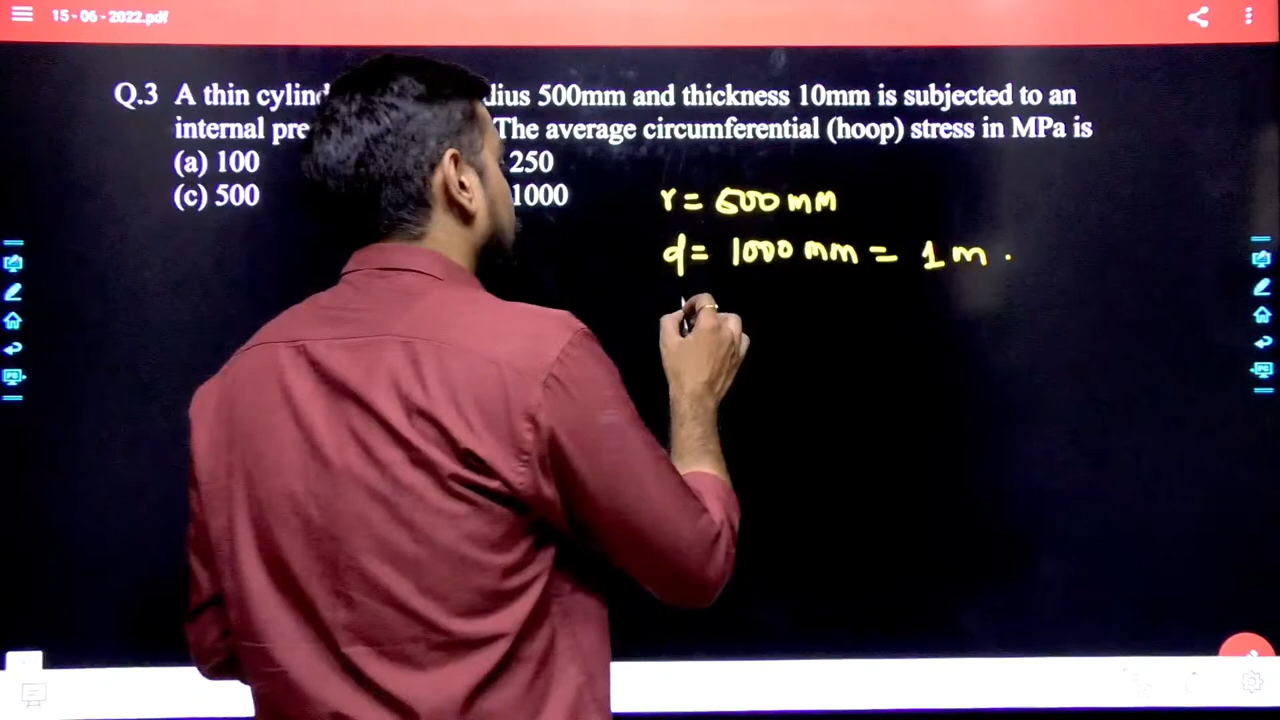 15 - 06 - 2022.pdf
Q.3 A thin cylind dius 500mm and thickness 10mm is subjected to an
internal pre The average circumferential (hoop) stress in MPa is
(a) 100 250
(c) 500 1000
r = 500 mm
d = 1000 mm = 1 m .